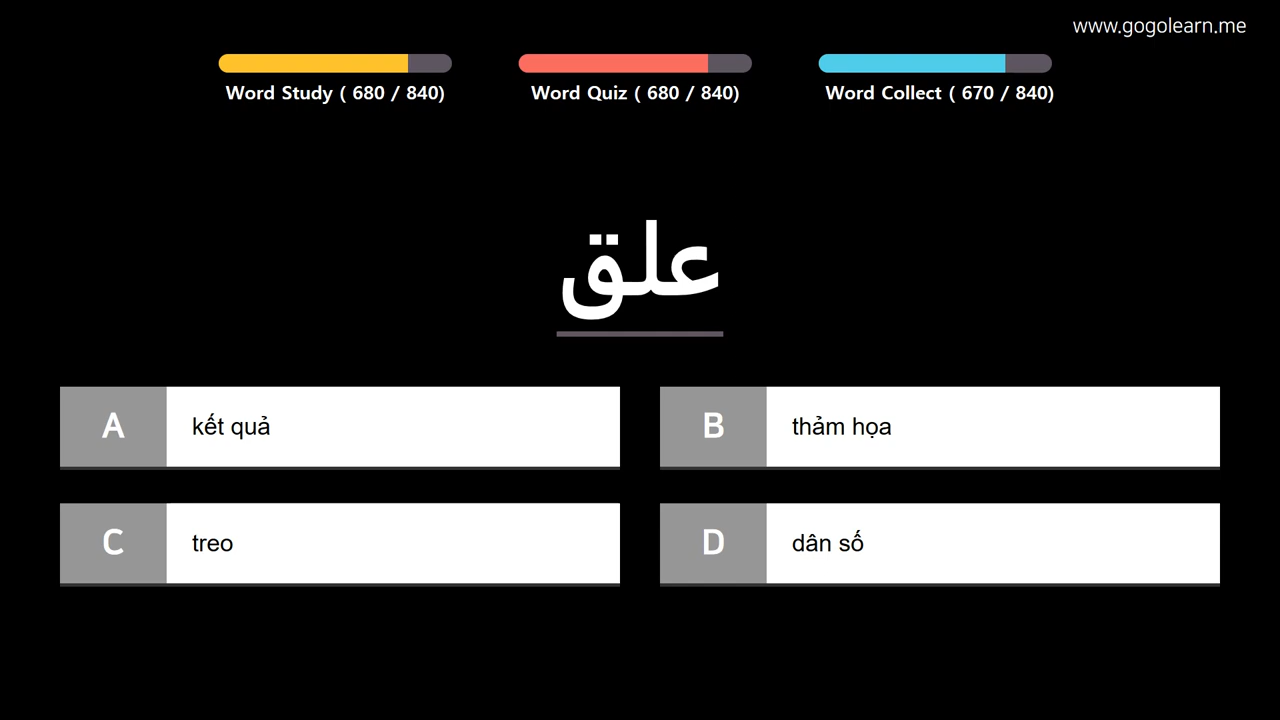 www.gogolearn.me
Word Study ( 680 / 840)
Word Quiz ( 680 / 840)
Word Collect ( 670 / 840)
علق
A kết quả
B thảm họa
C treo
D dân số